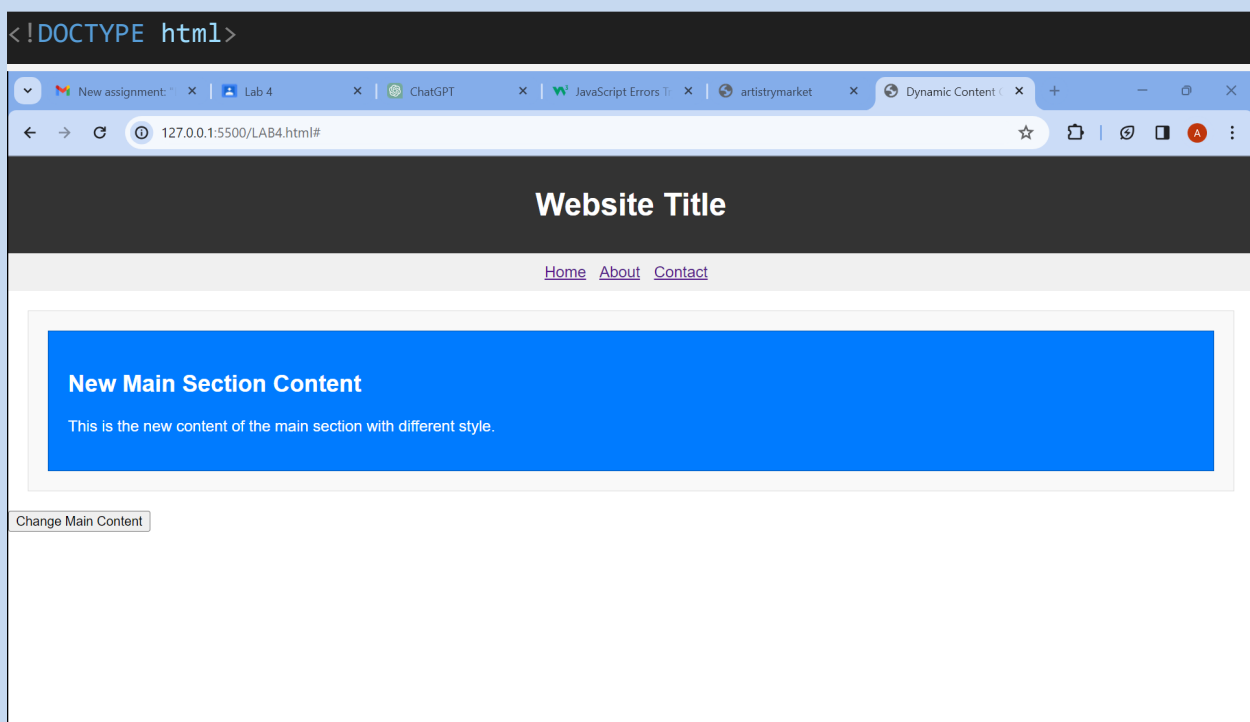 <!DOCTYPE html>
New assignment: " Lab 4 ChatGPT JavaScript Errors Tr artistrymarket Dynamic Content C
127.0.0.1:5500/LAB4.html#
A
Website Title
Home About Contact
New Main Section Content
This is the new content of the main section with different style.
Change Main Content